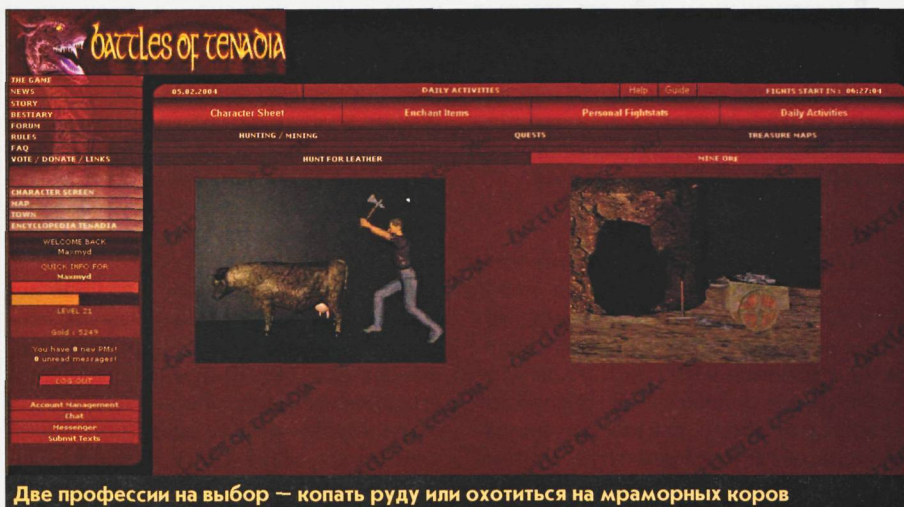 BATTLES OF TENADIA
THE GAME
NEWS
STORY
BESTIARY
FORUM
RULES
FAQ
VOTE / DONATE / LINKS
CHARACTER SCREEN
MAP
TOWN
ENCYCLOPEDIA TENADIA
WELCOME BACK
Maxmyd
QUICK INFO FOR
Maxmyd
LEVEL 21
Gold : 5249
You have 0 new PMs!
0 unread messages!
LOG OUT
Account Management
Chat
Messenger
Submit Texts
05.02.2004 DAILY ACTIVITIES Help Guide FIGHTS START IN : 06:27:04
Character Sheet Enchant Items Personal Fightstats Daily Activities
HUNTING / MINING QUESTS TREASURE MAPS
HUNT FOR LEATHER MINE ORE
Две профессии на выбор — копать руду или охотиться на мраморных коров